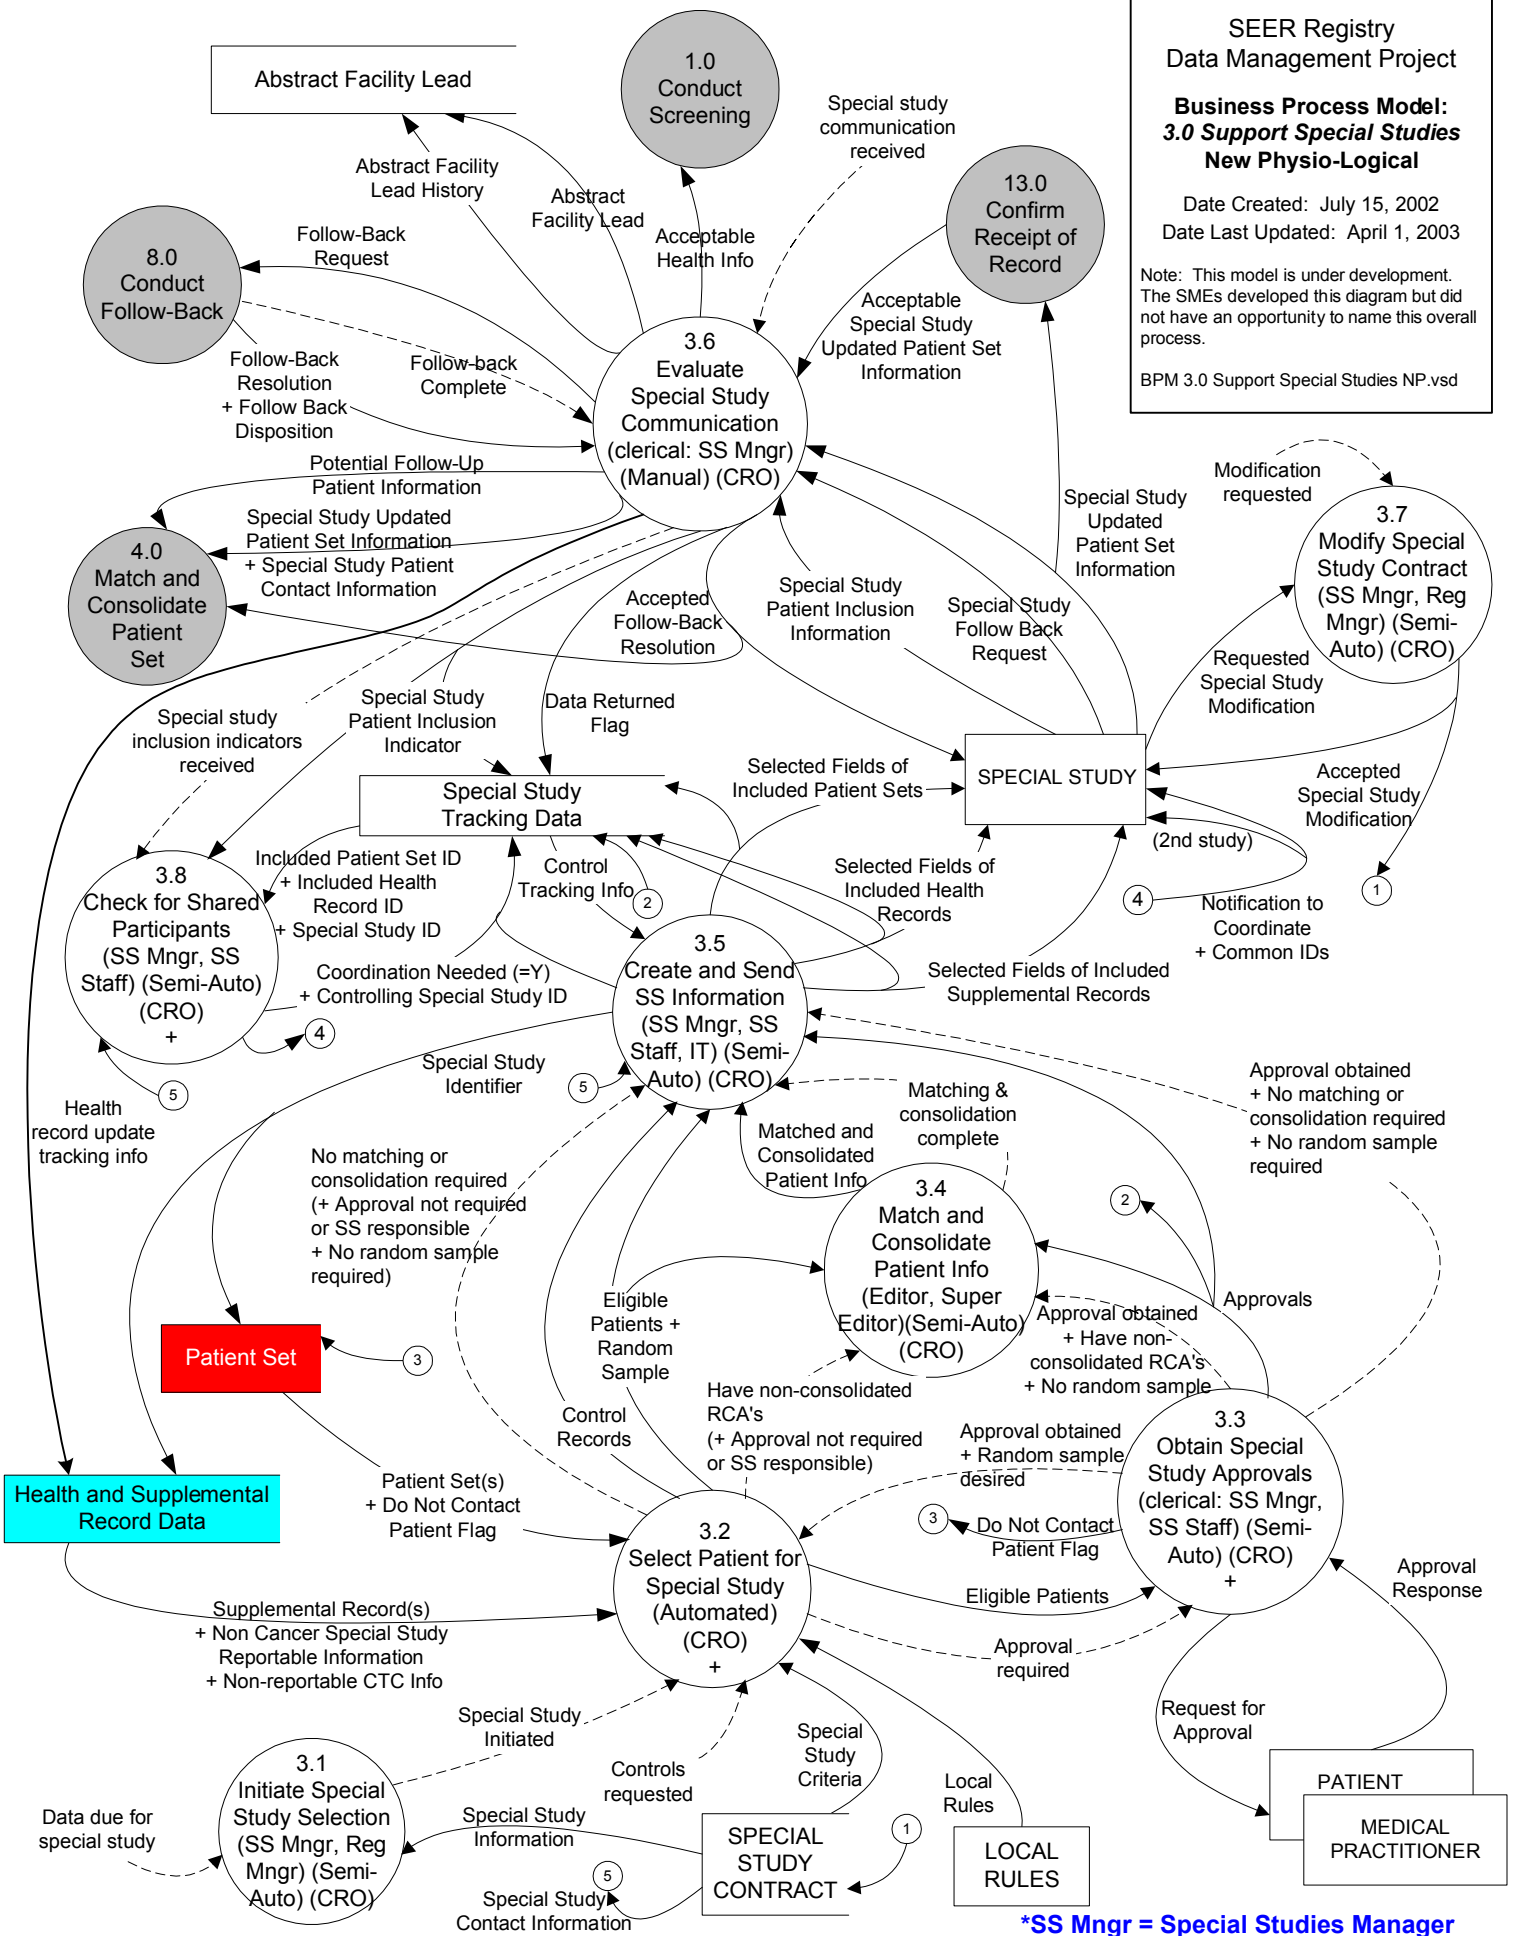 SEER Registry
Data Management Project
Business Process Model:
3.0 Support Special Studies
New Physio-Logical
Date Created:  July 15, 2002
Date Last Updated:  April 1, 2003
Note:  This model is under development.
The SMEs developed this diagram but did
not have an opportunity to name this overall
process.
BPM 3.0 Support Special Studies NP.vsd
Abstract Facility Lead
1.0
Conduct
Screening
Special study
communication
received
13.0
Confirm
Receipt of
Record
Abstract Facility
Lead History
Abstract
Facility Lead
Acceptable
Health Info
8.0
Conduct
Follow-Back
Follow-Back
Request
Follow-Back
Resolution
+ Follow Back
Disposition
Follow-back
Complete
3.6
Evaluate
Special Study
Communication
(clerical: SS Mngr)
(Manual) (CRO)
Acceptable
Special Study
Updated Patient Set
Information
Potential Follow-Up
Patient Information
Special Study Updated
Patient Set Information
+ Special Study Patient
Contact Information
4.0
Match and
Consolidate
Patient
Set
Modification
requested
3.7
Modify Special
Study Contract
(SS Mngr, Reg
Mngr) (Semi-
Auto) (CRO)
Special Study
Updated
Patient Set
Information
Accepted
Follow-Back
Resolution
Special Study
Patient Inclusion
Information
Special Study
Follow Back
Request
Requested
Special Study
Modification
Special study
inclusion indicators
received
Special Study
Patient Inclusion
Indicator
Data Returned
Flag
Special Study
Tracking Data
Selected Fields of
Included Patient Sets
SPECIAL STUDY
Accepted
Special Study
Modification
1
(2nd study)
4
Notification to
Coordinate
+ Common IDs
3.8
Check for Shared
Participants
(SS Mngr, SS
Staff) (Semi-Auto)
(CRO)
+
Included Patient Set ID
+ Included Health
Record ID
+ Special Study ID
Control
Tracking Info
2
Selected Fields of
Included Health
Records
Coordination Needed (=Y)
+ Controlling Special Study ID
4
3.5
Create and Send
SS Information
(SS Mngr, SS
Staff, IT) (Semi-
Auto) (CRO)
Selected Fields of Included
Supplemental Records
5
Health
record update
tracking info
Special Study
Identifier
5
Matching &
consolidation
complete
Approval obtained
+ No matching or
consolidation required
+ No random sample
required
Matched and
Consolidated
Patient Info
No matching or
consolidation required
(+ Approval not required
or SS responsible
+ No random sample
required)
3.4
Match and
Consolidate
Patient Info
(Editor, Super
Editor)(Semi-Auto)
(CRO)
2
Approvals
Eligible
Patients +
Random
Sample
Approval obtained
+ Have non-
consolidated RCA's
+ No random sample
Patient Set
3
Control
Records
Have non-consolidated
RCA's
(+ Approval not required
or SS responsible)
Approval obtained
+ Random sample
desired
3.3
Obtain Special
Study Approvals
(clerical: SS Mngr,
SS Staff) (Semi-
Auto) (CRO)
+
Health and Supplemental
Record Data
Patient Set(s)
+ Do Not Contact
Patient Flag
3
Do Not Contact
Patient Flag
3.2
Select Patient for
Special Study
(Automated)
(CRO)
+
Eligible Patients
Approval
Response
Supplemental Record(s)
+ Non Cancer Special Study
Reportable Information
+ Non-reportable CTC Info
Approval
required
Request for
Approval
Special Study
Initiated
3.1
Initiate Special
Study Selection
(SS Mngr, Reg
Mngr) (Semi-
Auto) (CRO)
Data due for
special study
Controls
requested
Special
Study
Criteria
Local
Rules
PATIENT
MEDICAL
PRACTITIONER
Special Study
Information
SPECIAL
STUDY
CONTRACT
1
LOCAL
RULES
5
Special Study
Contact Information
*SS Mngr = Special Studies Manager